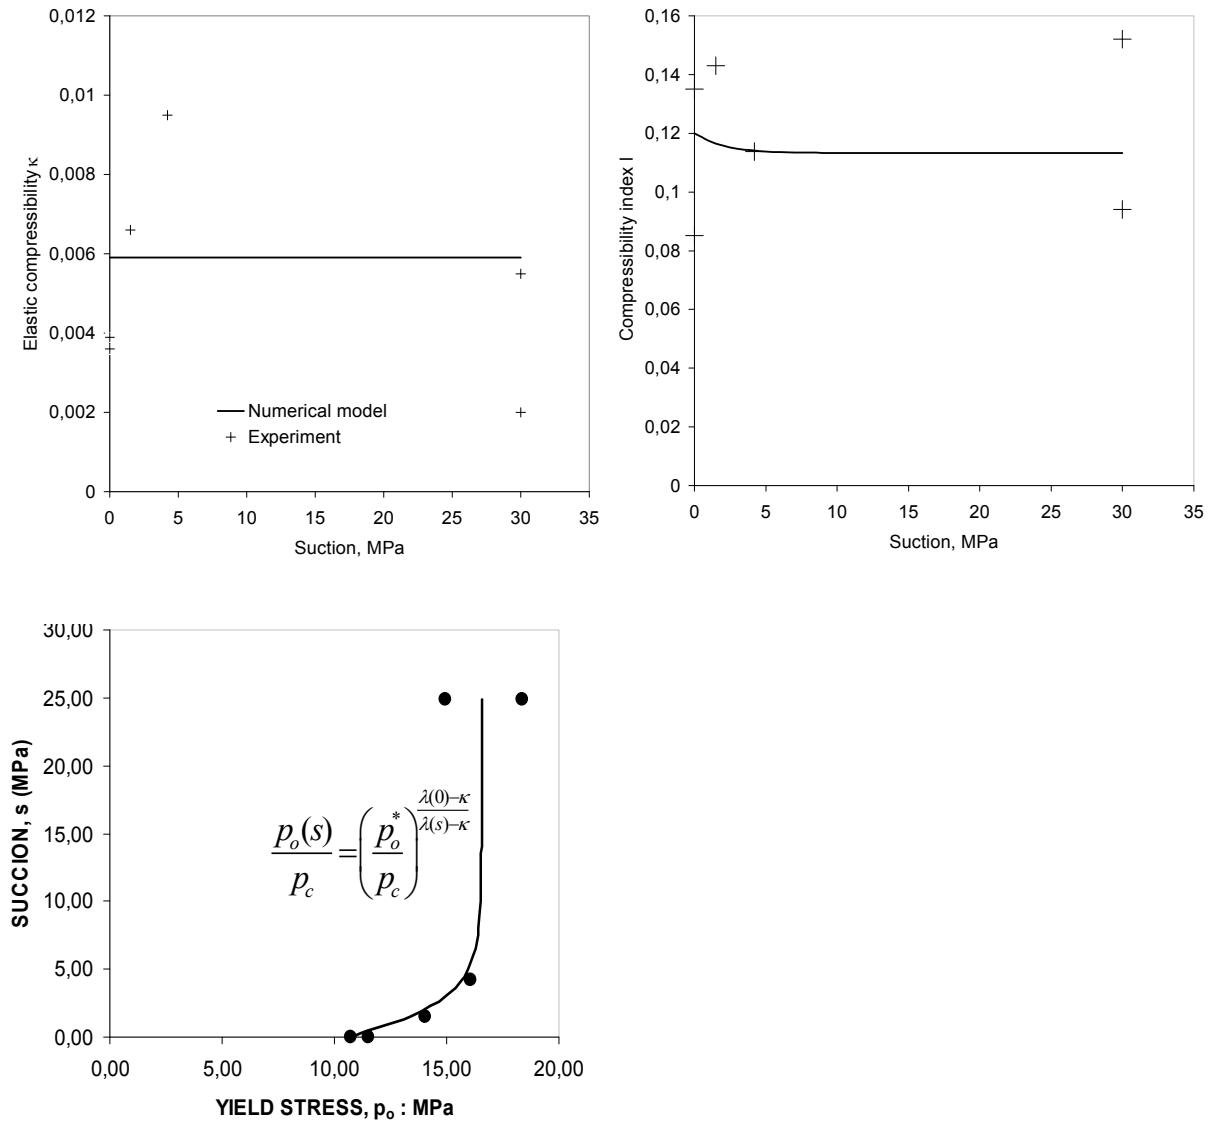 0,012
0,01
0,008
0,006
0,004
0,002
0
Elastic compressibility κ
Numerical model
Experiment
0 5 10 15 20 25 30 35
Suction, MPa
0,16
0,14
0,12
0,1
0,08
0,06
0,04
0,02
0
Compressibility index l
0 5 10 15 20 25 30 35
Suction, MPa
30,00
25,00
20,00
15,00
10,00
5,00
0,00
SUCCION, s (MPa)
p_o(s)/p_c = (p_o^*/p_c)^{(λ(0)−κ)/(λ(s)−κ)}
0,00 5,00 10,00 15,00 20,00
YIELD STRESS, pₒ : MPa